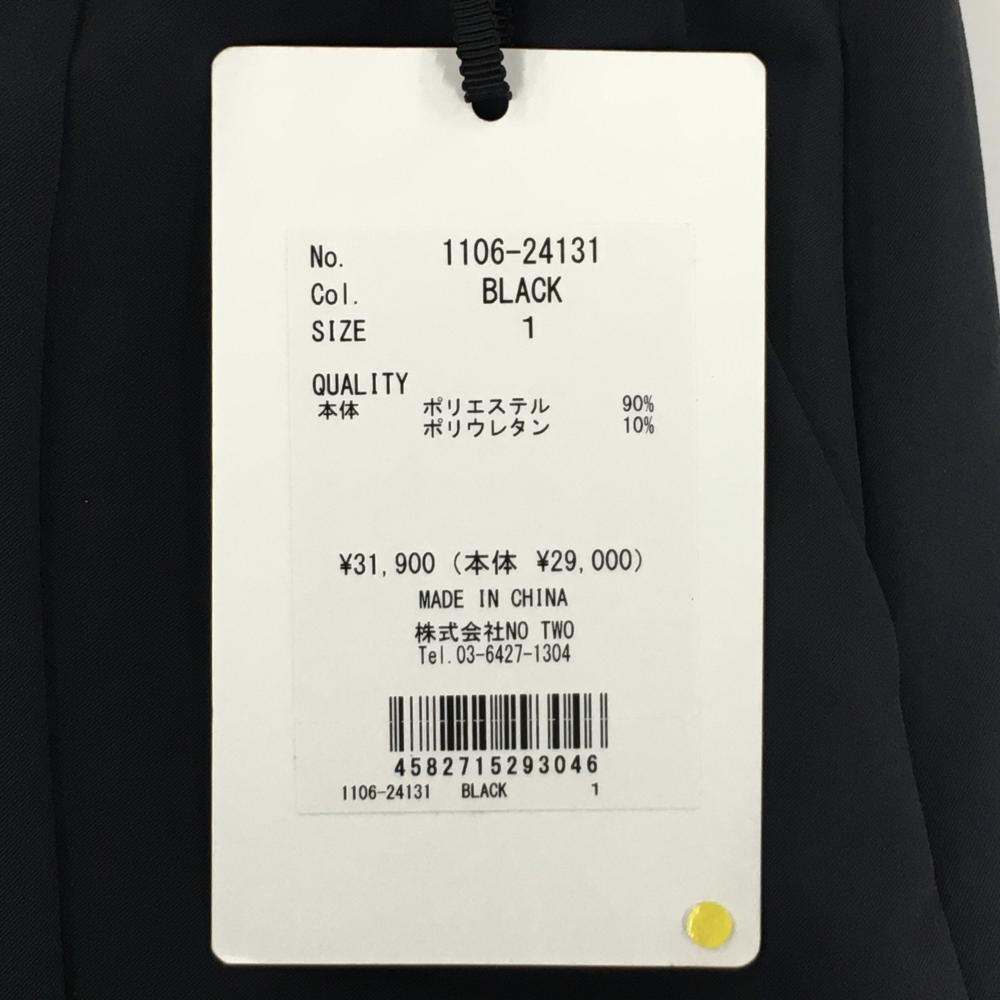 No. 1106-24131
Col. BLACK
SIZE 1
QUALITY
本体 ポリエステル 90%
ポリウレタン 10%
¥31,900 (本体 ¥29,000)
MADE IN CHINA
株式会社NO TWO
Tel.03-6427-1304
4582715293046
1106-24131 BLACK 1